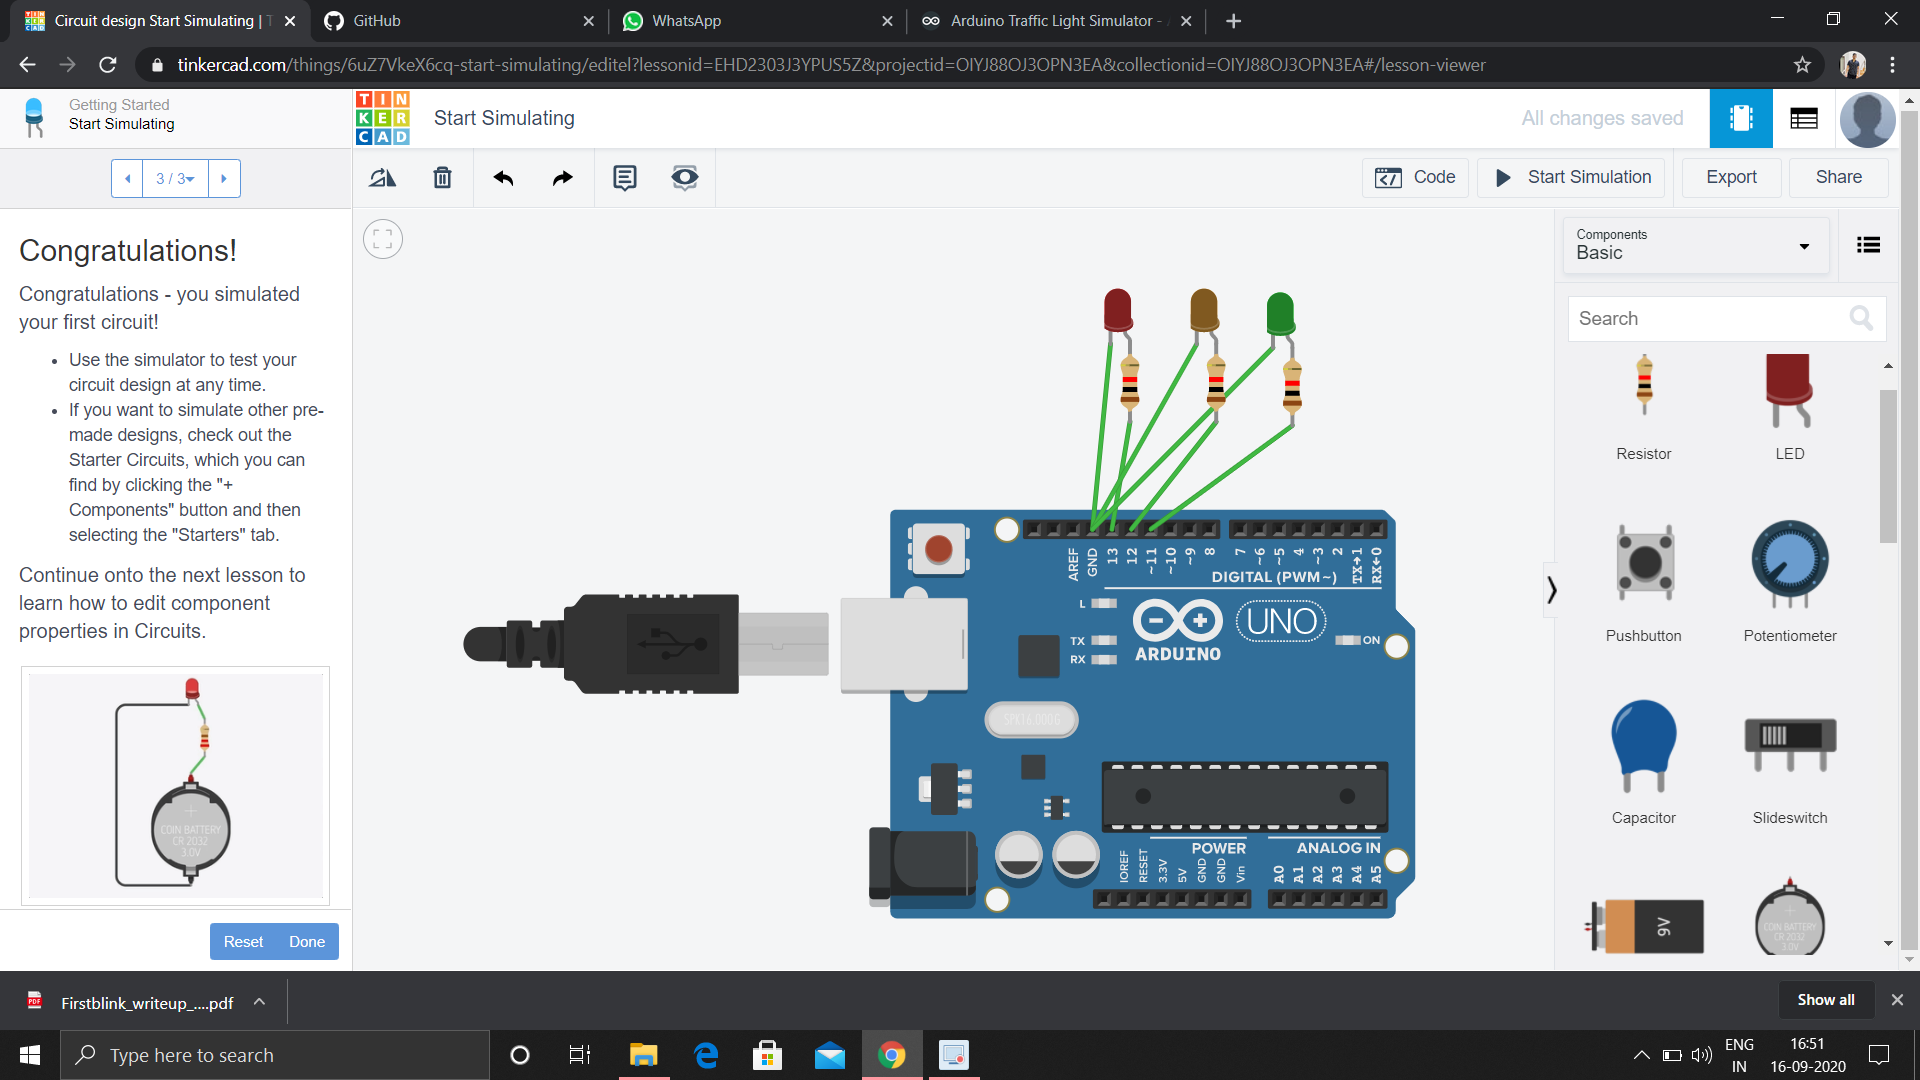 Circuit design Start Simulating | T
GitHub
WhatsApp
Arduino Traffic Light Simulator -
tinkercad.com/things/6uZ7VkeX6cq-start-simulating/editel?lessonid=EHD2303J3YPUS5Z&projectid=OIYJ88OJ3OPN3EA&collectionid=OIYJ88OJ3OPN3EA#/lesson-viewer
Getting Started
Start Simulating
TIN
KER
CAD
Start Simulating
All changes saved
3 / 3
Code
Start Simulation
Export
Share
Congratulations!
Congratulations - you simulated
your first circuit!
• Use the simulator to test your
circuit design at any time.
• If you want to simulate other pre-
made designs, check out the
Starter Circuits, which you can
find by clicking the "+
Components" button and then
selecting the "Starters" tab.
Continue onto the next lesson to
learn how to edit component
properties in Circuits.
COIN BATTERY
CR 2032
3.0V
Reset
Done
AREF
GND
13
12
~11
~10
~9
8
7
~6
~5
4
~3
2
TX→1
RX←0
DIGITAL (PWM~)
L
TX
RX
ARDUINO
UNO
ON
SPK16.000G
POWER
ANALOG IN
IOREF
RESET
3.3V
5V
GND
GND
Vin
A0
A1
A2
A3
A4
A5
Components
Basic
Search
Resistor
LED
Pushbutton
Potentiometer
Capacitor
Slideswitch
9V
COIN BATTERY
CR 2032
3.0V
PDF
Firstblink_writeup_....pdf
Show all
Type here to search
ENG
IN
16:51
16-09-2020